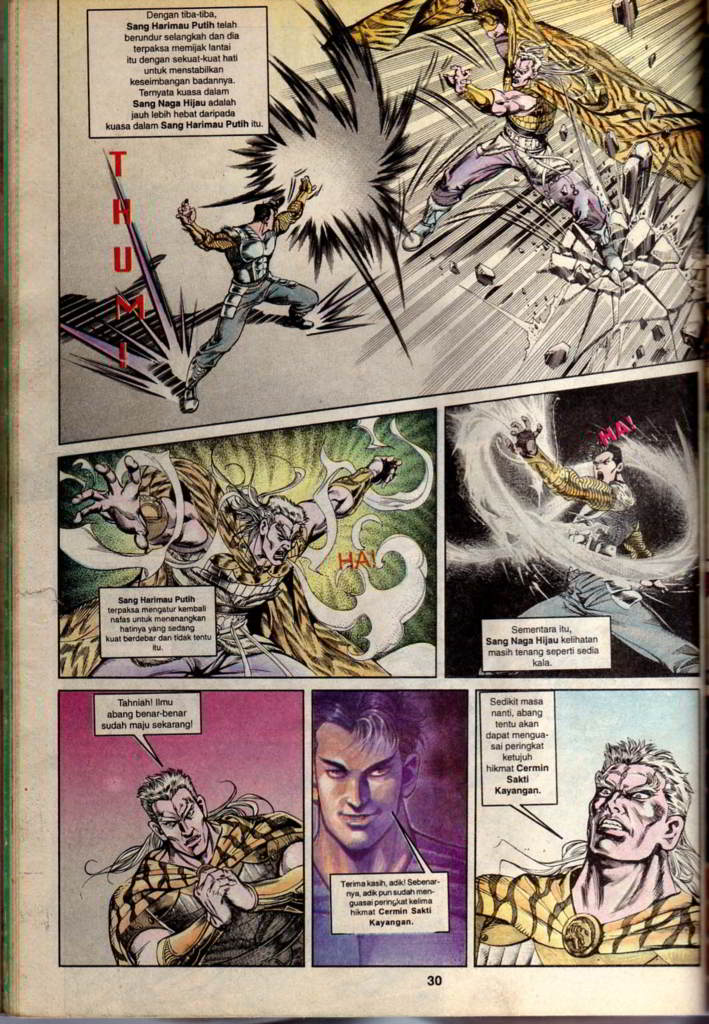 Dengan tiba-tiba,
Sang Harimau Putih telah
berundur selangkah dan dia
terpaksa memijak lantai
itu dengan sekuat-kuat hati
untuk menstabilkan
keseimbangan badannya.
Ternyata kuasa dalam
Sang Naga Hijau adalah
jauh lebih hebat daripada
kuasa dalam Sang Harimau Putih itu.
THUM!
Sang Harimau Putih
terpaksa mengatur kembali
nafas untuk menenangkan
hatinya yang sedang
kuat berdebar dan tidak tentu
itu.
HA!
HA!
Sementara itu,
Sang Naga Hijau kelihatan
masih tenang seperti sedia
kala.
Tahniah! Ilmu
abang benar-benar
sudah maju sekarang!
Terima kasih, adik! Sebenar-
nya, adik pun sudah men-
guasai peringkat kelima
hikmat Cermin Sakti
Kayangan.
Sedikit masa
nanti, abang
tentu akan
dapat mengua-
sai peringkat
ketujuh
hikmat Cermin
Sakti
Kayangan.
30